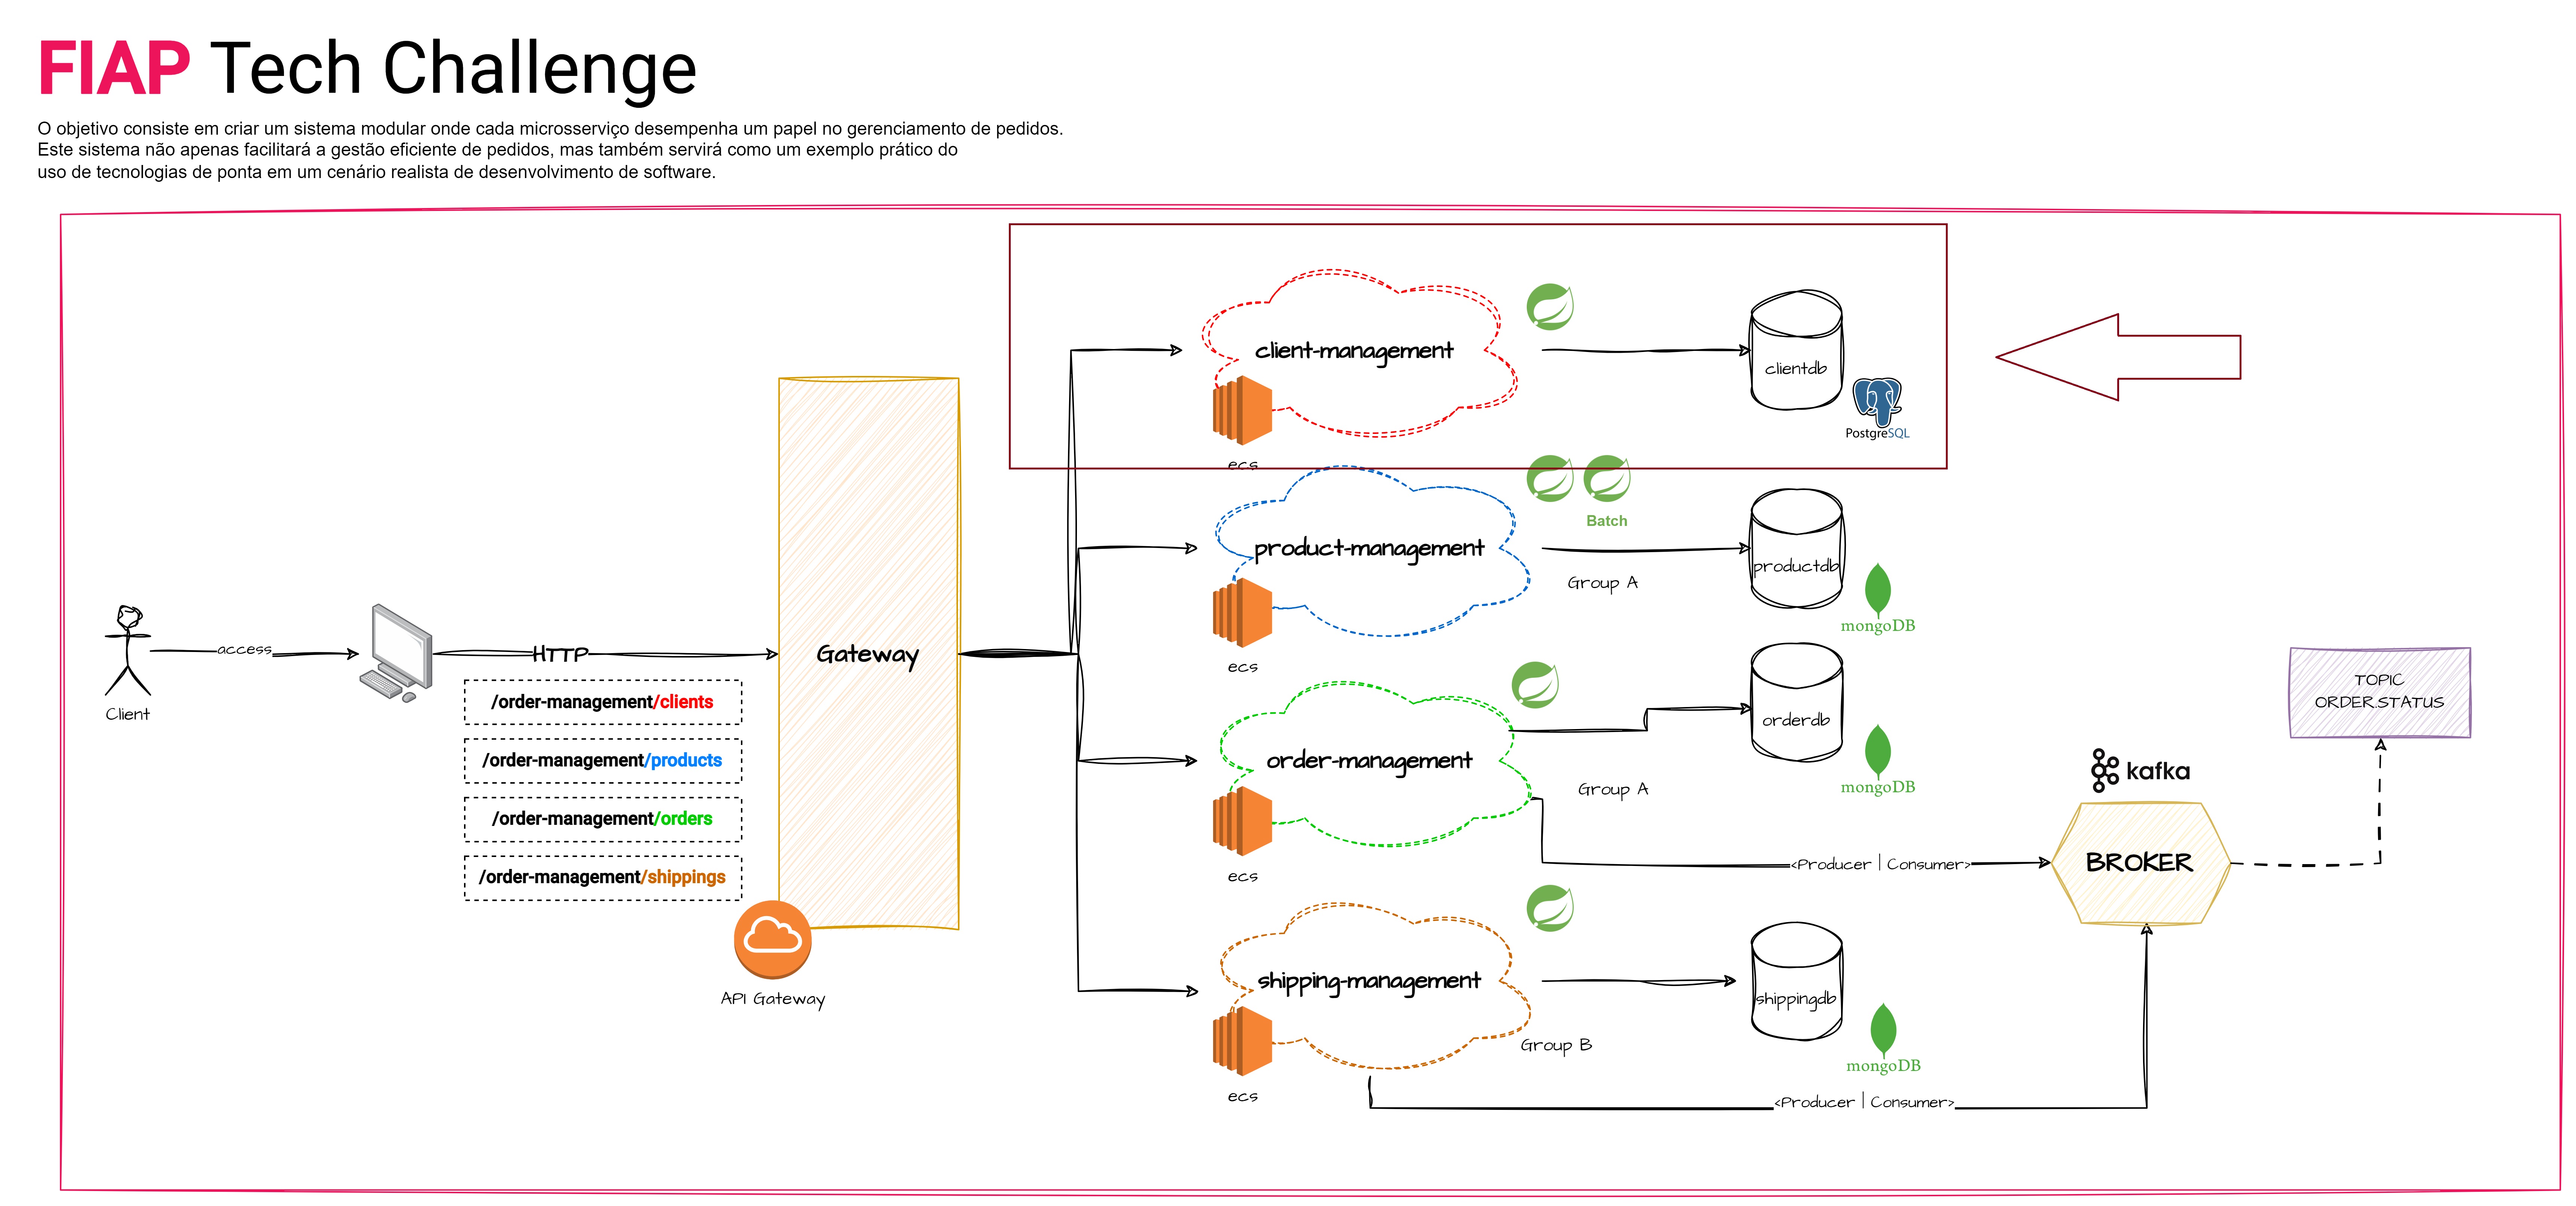 FIAP Tech Challenge
O objetivo consiste em criar um sistema modular onde cada microsserviço desempenha um papel no gerenciamento de pedidos.
Este sistema não apenas facilitará a gestão eficiente de pedidos, mas também servirá como um exemplo prático do
uso de tecnologias de ponta em um cenário realista de desenvolvimento de software.
client-management
ecs
clientdb
PostgreSQL
Batch
product-management
ecs
Group A
productdb
mongoDB
Client
access
HTTP
/order-management/clients
/order-management/products
/order-management/orders
/order-management/shippings
Gateway
API Gateway
order-management
ecs
Group A
orderdb
mongoDB
<Producer | Consumer>
kafka
BROKER
TOPIC
ORDER.STATUS
shipping-management
ecs
Group B
shippingdb
mongoDB
<Producer | Consumer>